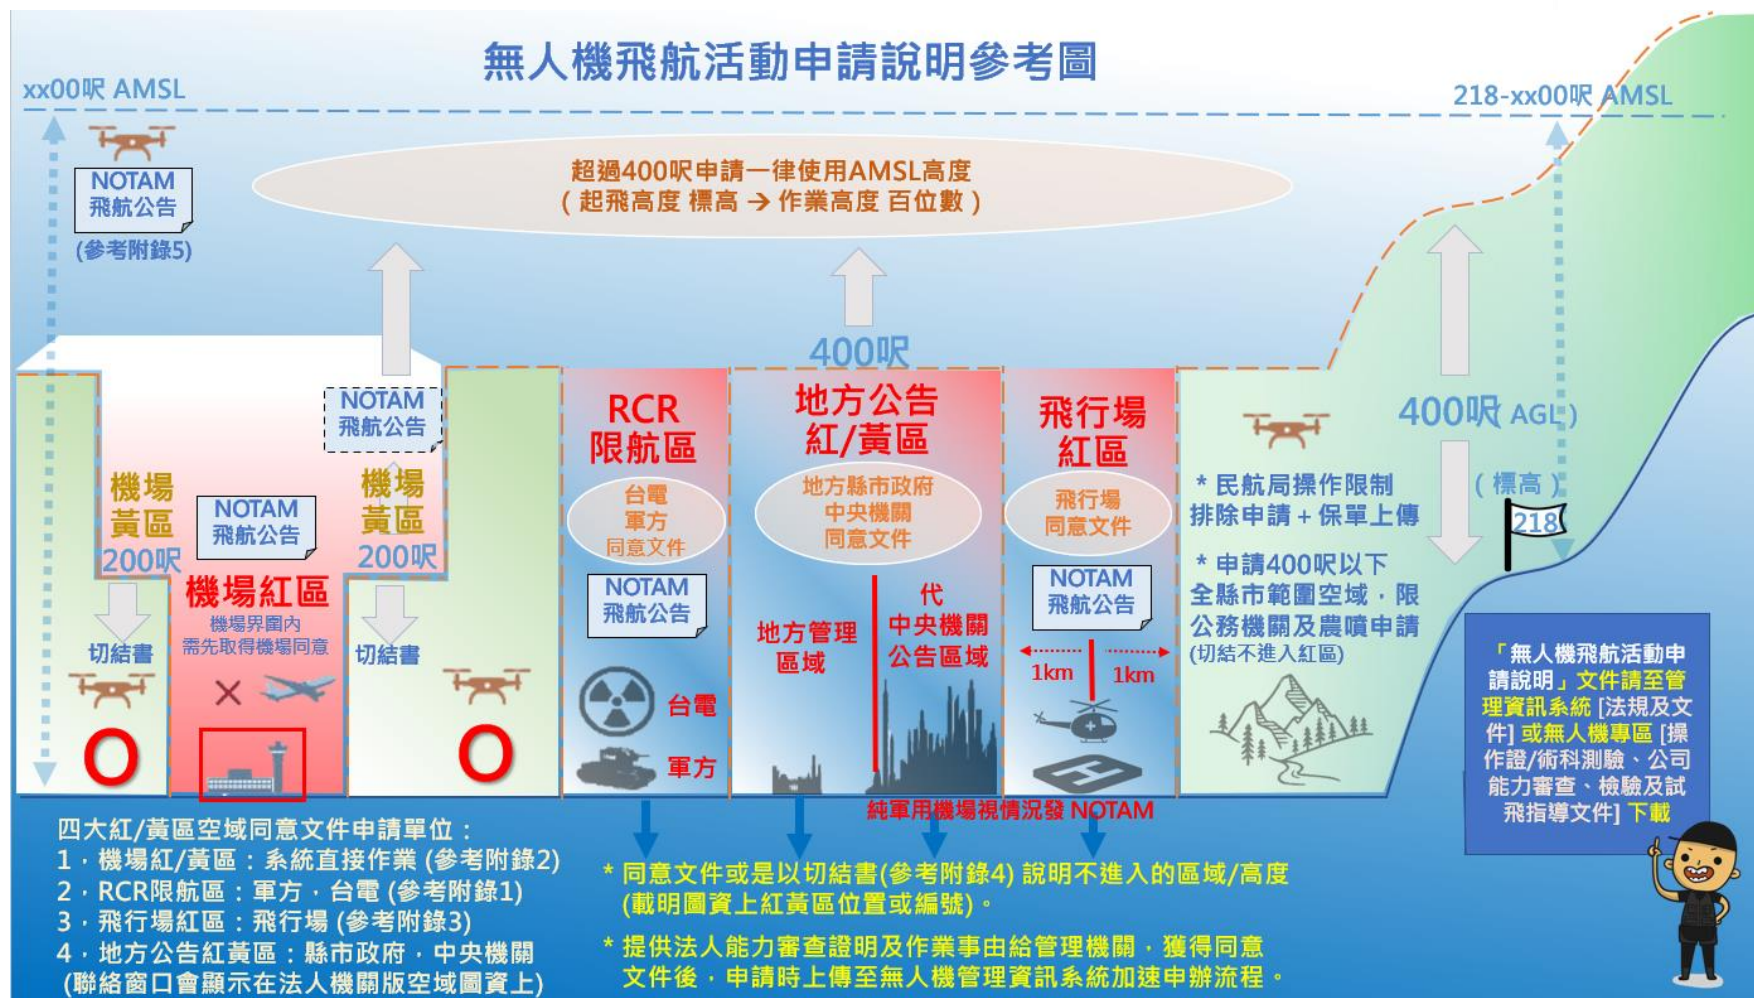 無人機飛航活動申請說明參考圖
xx00呎 AMSL
218-xx00呎 AMSL
NOTAM
飛航公告
(參考附錄5)
超過400呎申請一律使用AMSL高度
( 起飛高度 標高 → 作業高度 百位數 )
400呎
NOTAM
飛航公告
機場
黃區
200呎
切結書
O
NOTAM
飛航公告
機場紅區
機場界圍內
需先取得機場同意
機場
黃區
200呎
切結書
O
RCR
限航區
台電
軍方
同意文件
NOTAM
飛航公告
台電
軍方
地方公告
紅/黃區
地方縣市政府
中央機關
同意文件
地方管理
區域
代
中央機關
公告區域
飛行場
紅區
飛行場
同意文件
NOTAM
飛航公告
1km
1km
純軍用機場視情況發 NOTAM
* 民航局操作限制
排除申請 + 保單上傳
* 申請400呎以下
全縣市範圍空域，限
公務機關及農噴申請
(切結不進入紅區)
400呎 AGL )
( 標高 )
218
「無人機飛航活動申
請說明」文件請至管
理資訊系統 [法規及文
件] 或無人機專區 [操
作證/術科測驗、公司
能力審查、檢驗及試
飛指導文件] 下載
四大紅/黃區空域同意文件申請單位：
1，機場紅/黃區：系統直接作業 (參考附錄2)
2，RCR限航區：軍方，台電 (參考附錄1)
3，飛行場紅區：飛行場 (參考附錄3)
4，地方公告紅黃區：縣市政府，中央機關
(聯絡窗口會顯示在法人機關版空域圖資上)
* 同意文件或是以切結書(參考附錄4) 說明不進入的區域/高度
(載明圖資上紅黃區位置或編號)。
* 提供法人能力審查證明及作業事由給管理機關，獲得同意
文件後，申請時上傳至無人機管理資訊系統加速申辦流程。